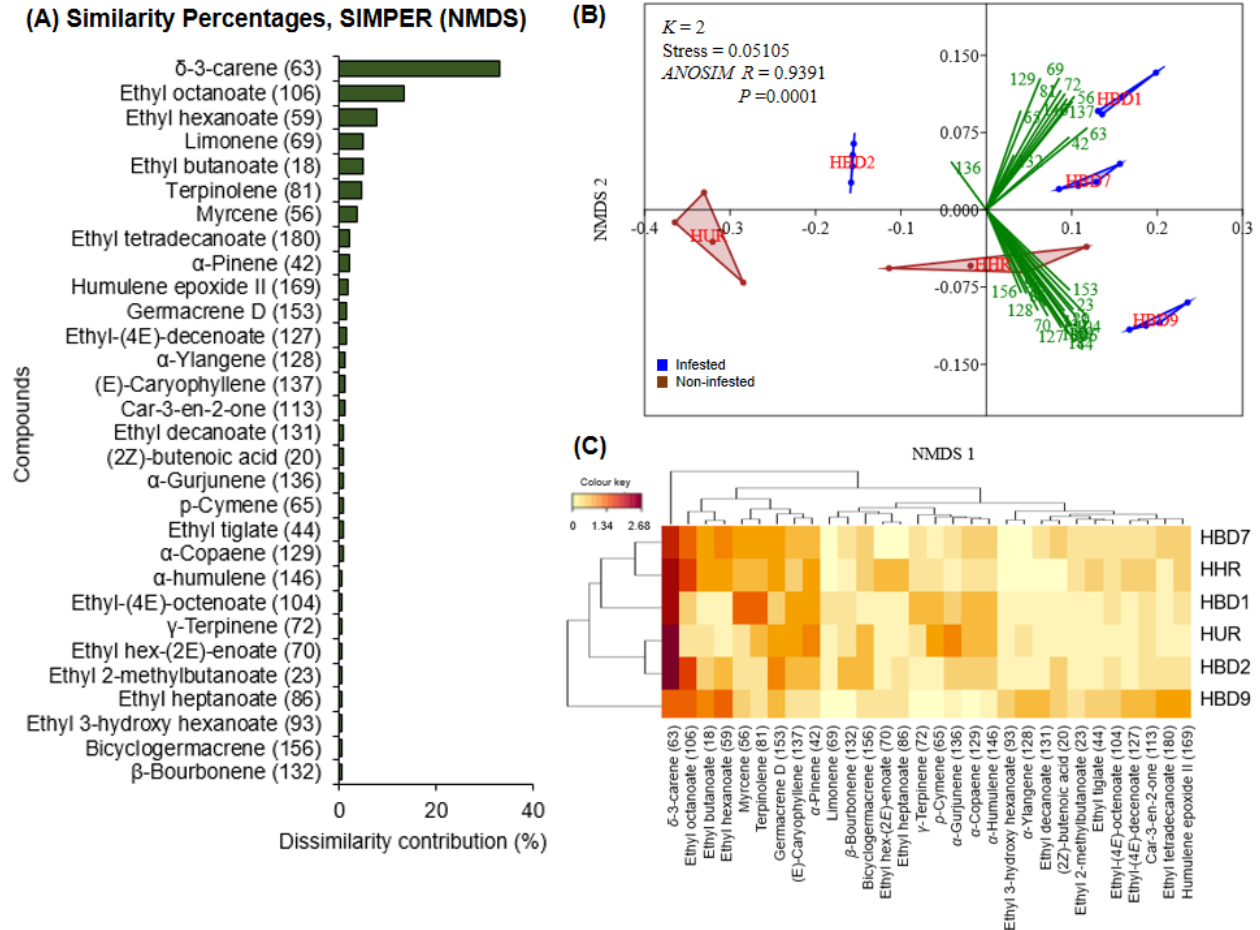 (A) Similarity Percentages, SIMPER (NMDS)
δ-3-carene (63)
Ethyl octanoate (106)
Ethyl hexanoate (59)
Limonene (69)
Ethyl butanoate (18)
Terpinolene (81)
Myrcene (56)
Ethyl tetradecanoate (180)
α-Pinene (42)
Humulene epoxide II (169)
Germacrene D (153)
Ethyl-(4E)-decenoate (127)
α-Ylangene (128)
(E)-Caryophyllene (137)
Car-3-en-2-one (113)
Ethyl decanoate (131)
(2Z)-butenoic acid (20)
α-Gurjunene (136)
p-Cymene (65)
Ethyl tiglate (44)
α-Copaene (129)
α-humulene (146)
Ethyl-(4E)-octenoate (104)
γ-Terpinene (72)
Ethyl hex-(2E)-enoate (70)
Ethyl 2-methylbutanoate (23)
Ethyl heptanoate (86)
Ethyl 3-hydroxy hexanoate (93)
Bicyclogermacrene (156)
β-Bourbonene (132)
Compounds
0 20 40
Dissimilarity contribution (%)
(B)
K = 2
Stress = 0.05105
ANOSIM R = 0.9391
P =0.0001
0.150
0.075
0.000
-0.075
-0.150
-0.4 -0.3 -0.2 -0.1 0.1 0.2 0.3
NMDS 2
NMDS 1
129
69
81
72
56
137
63
42
136
153
23
156
128
70
127
HBD1
HBD2
HBD7
HUR
HHR
HBD9
Infested
Non-infested
(C)
Colour key
0 1.34 2.68
HBD7
HHR
HBD1
HUR
HBD2
HBD9
δ-3-carene (63)
Ethyl octanoate (106)
Ethyl butanoate (18)
Ethyl hexanoate (59)
Myrcene (56)
Terpinolene (81)
Germacrene D (153)
(E)-Caryophyllene (137)
α-Pinene (42)
Limonene (69)
β-Bourbonene (132)
Bicyclogermacrene (156)
Ethyl hex-(2E)-enoate (70)
Ethyl heptanoate (86)
γ-Terpinene (72)
p-Cymene (65)
α-Gurjunene (136)
α-Copaene (129)
α-Humulene (146)
Ethyl 3-hydroxy hexanoate (93)
α-Ylangene (128)
Ethyl decanoate (131)
(2Z)-butenoic acid (20)
Ethyl 2-methylbutanoate (23)
Ethyl tiglate (44)
Ethyl-(4E)-octenoate (104)
Ethyl-(4E)-decenoate (127)
Car-3-en-2-one (113)
Ethyl tetradecanoate (180)
Humulene epoxide II (169)